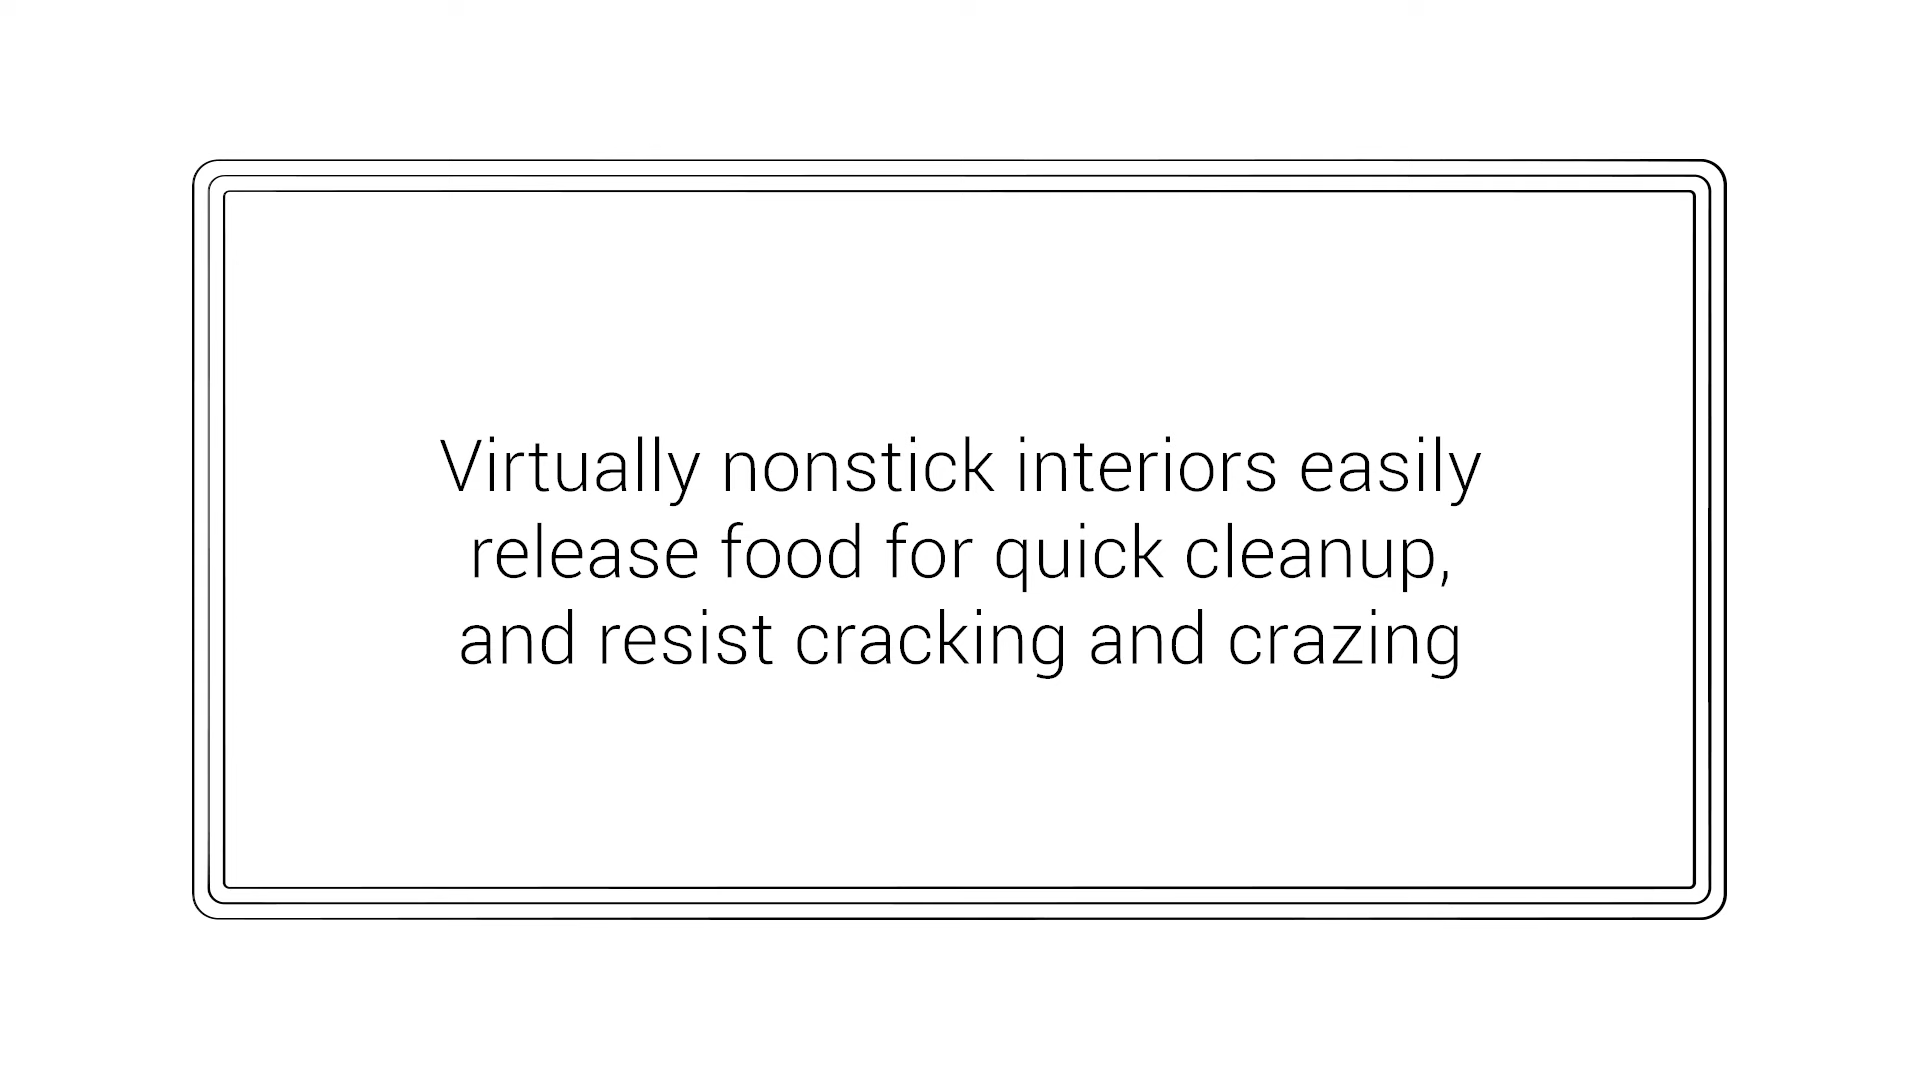 Virtually nonstick interiors easily
release food for quick cleanup,
and resist cracking and crazing